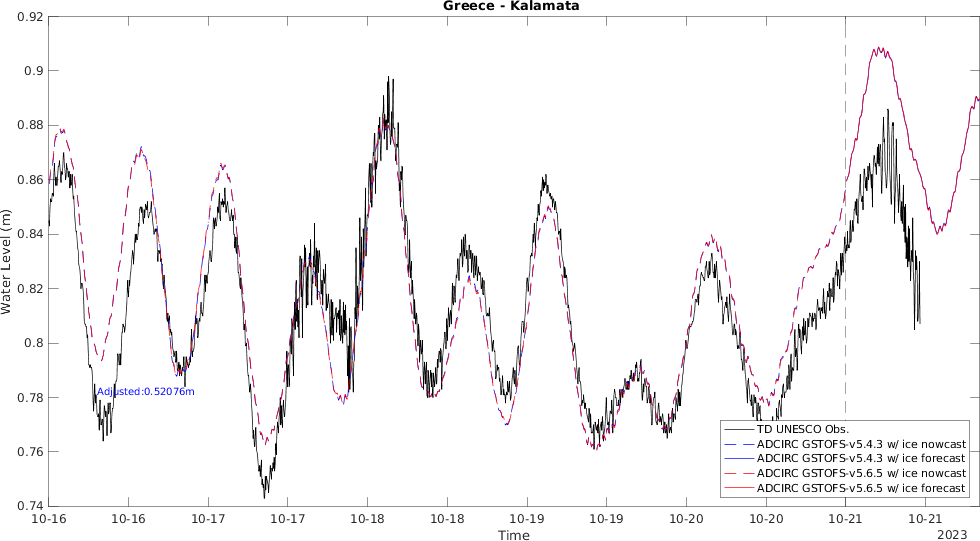 Greece - Kalamata
0.92
0.9
0.88
0.86
0.84
0.82
0.8
0.78
0.76
0.74
Water Level (m)
Adjusted:0.52076m
TD UNESCO Obs.
ADCIRC GSTOFS-v5.4.3 w/ ice nowcast
ADCIRC GSTOFS-v5.4.3 w/ ice forecast
ADCIRC GSTOFS-v5.6.5 w/ ice nowcast
ADCIRC GSTOFS-v5.6.5 w/ ice forecast
10-16 10-16 10-17 10-17 10-18 10-18 10-19 10-19 10-20 10-20 10-21 10-21
Time
2023